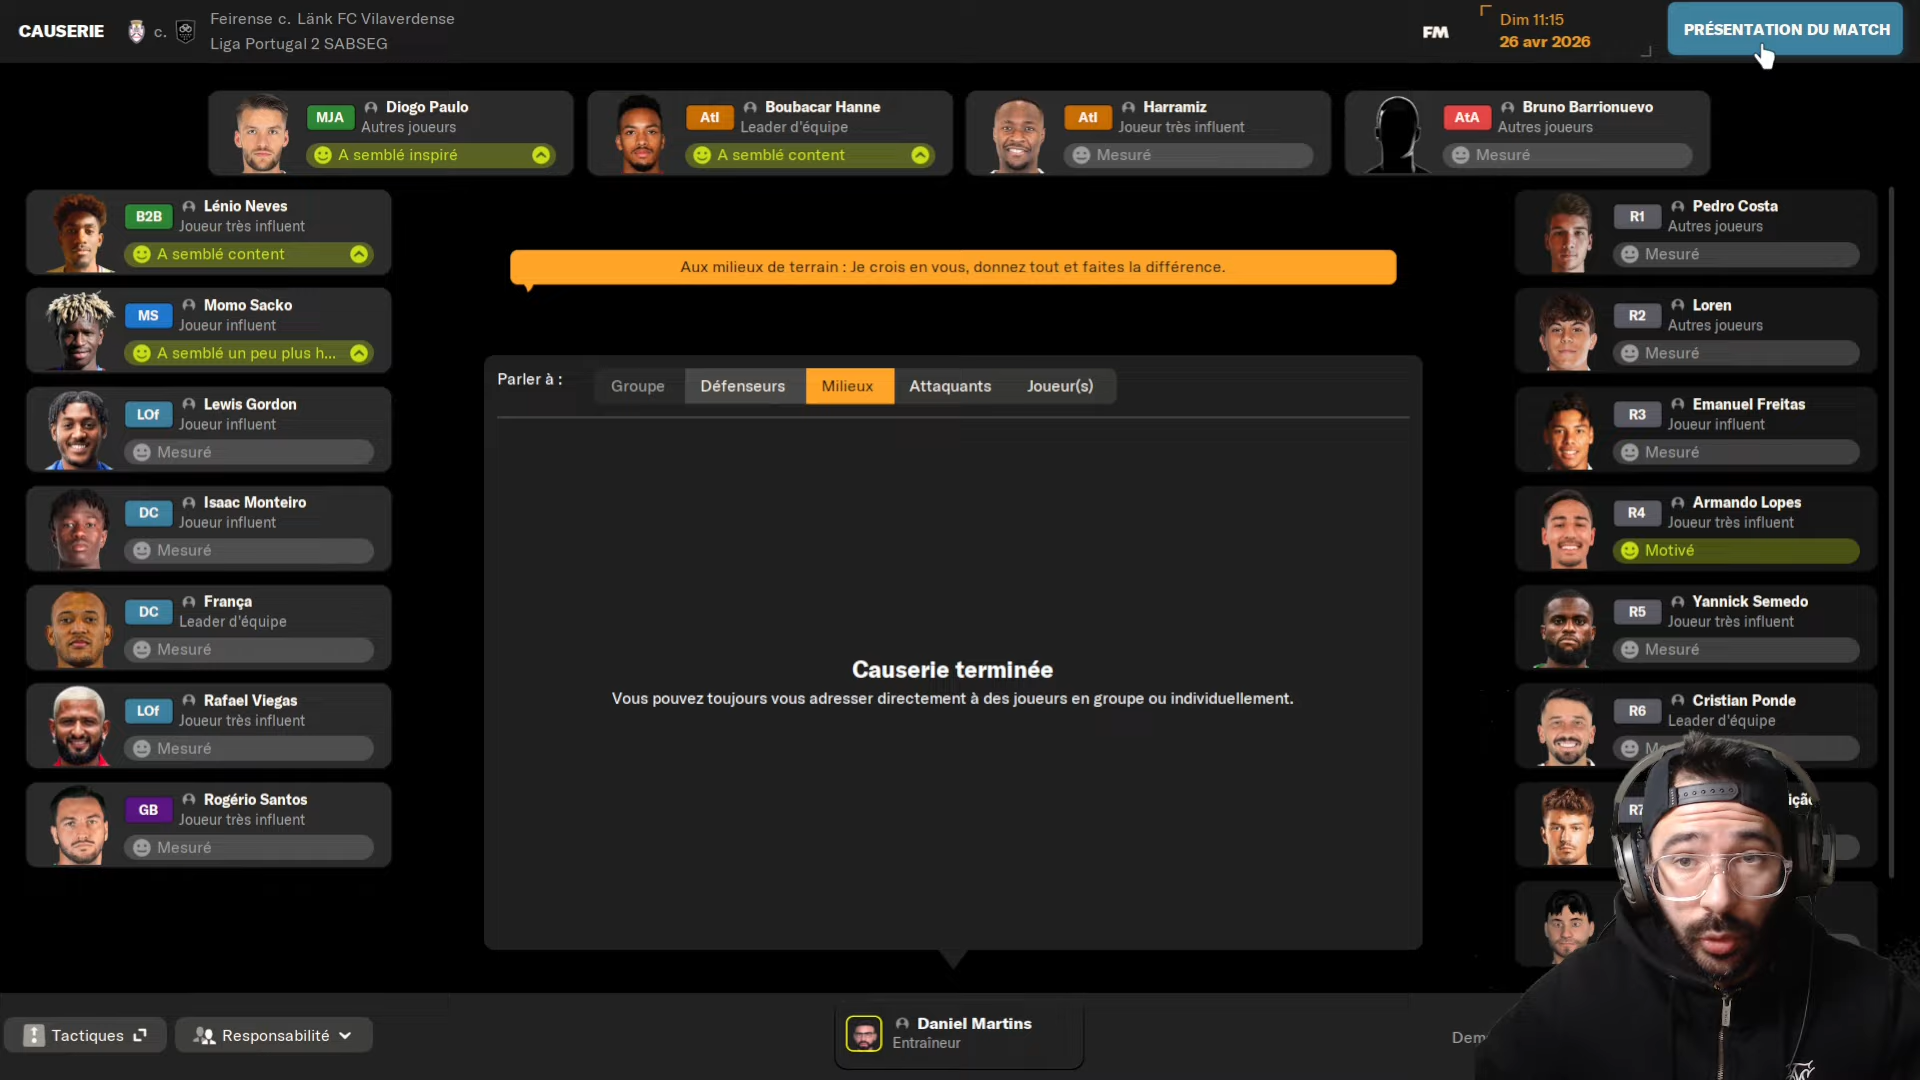 CAUSERIE
c.
Feirense c. Länk FC Vilaverdense
Liga Portugal 2 SABSEG
FM
Dim 11:15
26 avr 2026
PRÉSENTATION DU MATCH
MJA
Diogo Paulo
Autres joueurs
A semblé inspiré
AtI
Boubacar Hanne
Leader d'équipe
A semblé content
AtI
Harramiz
Joueur très influent
Mesuré
AtA
Bruno Barrionuevo
Autres joueurs
Mesuré
B2B
Lénio Neves
Joueur très influent
A semblé content
MS
Momo Sacko
Joueur influent
A semblé un peu plus h...
LOf
Lewis Gordon
Joueur influent
Mesuré
DC
Isaac Monteiro
Joueur influent
Mesuré
DC
França
Leader d'équipe
Mesuré
LOf
Rafael Viegas
Joueur très influent
Mesuré
GB
Rogério Santos
Joueur très influent
Mesuré
Aux milieux de terrain : Je crois en vous, donnez tout et faites la différence.
Parler à :
Groupe
Défenseurs
Milieux
Attaquants
Joueur(s)
Causerie terminée
Vous pouvez toujours vous adresser directement à des joueurs en groupe ou individuellement.
R1
Pedro Costa
Autres joueurs
Mesuré
R2
Loren
Autres joueurs
Mesuré
R3
Emanuel Freitas
Joueur influent
Mesuré
R4
Armando Lopes
Joueur très influent
Motivé
R5
Yannick Semedo
Joueur très influent
Mesuré
R6
Cristian Ponde
Leader d'équipe
R7
Tactiques
Responsabilité
Daniel Martins
Entraîneur